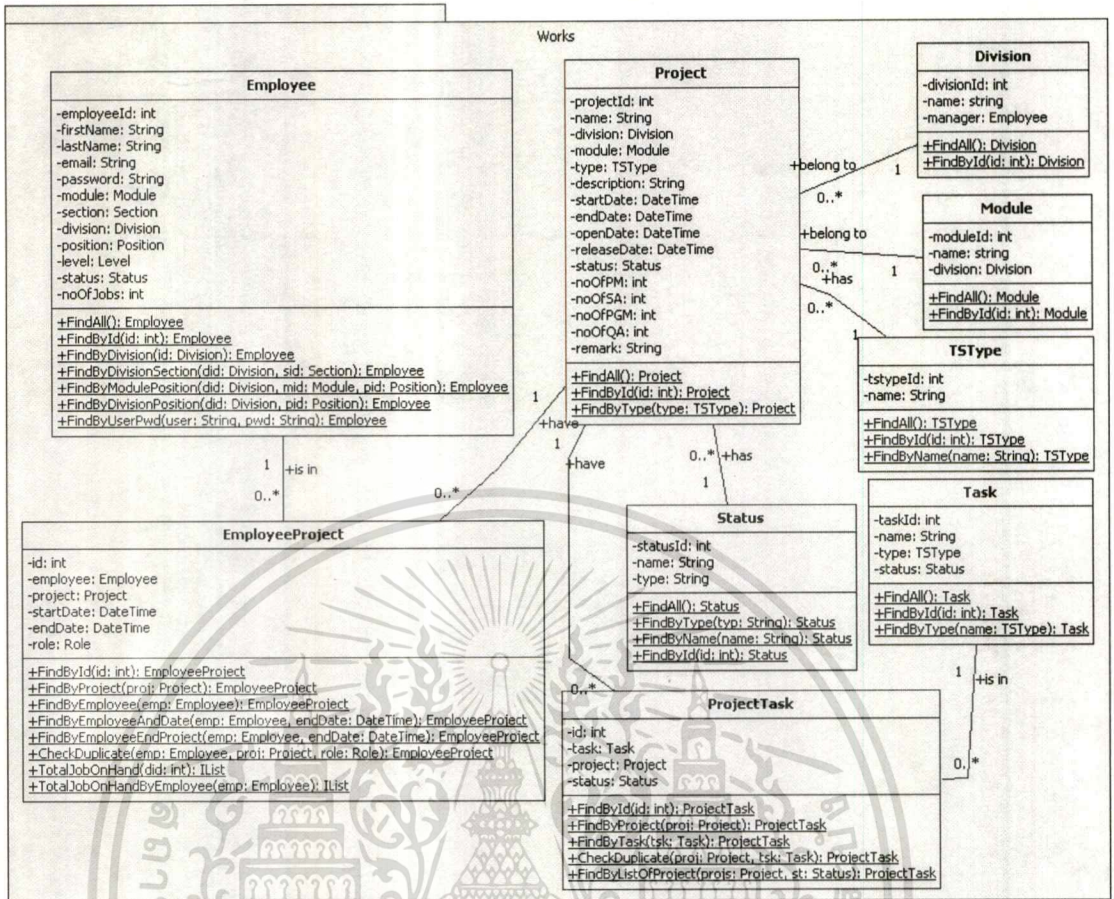 Works
Employee
-employeeId: int
-firstName: String
-lastName: String
-email: String
-password: String
-module: Module
-section: Section
-division: Division
-position: Position
-level: Level
-status: Status
-noOfJobs: int
+FindAll(): Employee
+FindById(id: int): Employee
+FindByDivision(id: Division): Employee
+FindByDivisionSection(did: Division, sid: Section): Employee
+FindByModulePosition(did: Division, mid: Module, pid: Position): Employee
+FindByDivisionPosition(did: Division, pid: Position): Employee
+FindByUserPwd(user: String, pwd: String): Employee
Project
-projectId: int
-name: String
-division: Division
-module: Module
-type: TSType
-description: String
-startDate: DateTime
-endDate: DateTime
-openDate: DateTime
-releaseDate: DateTime
-status: Status
-noOfPM: int
-noOfSA: int
-noOfPGM: int
-noOfQA: int
-remark: String
+FindAll(): Project
+FindById(id: int): Project
+FindByType(type: TSType): Project
Division
-divisionId: int
-name: string
-manager: Employee
+FindAll(): Division
+FindById(id: int): Division
+belong to
1
0..*
Module
-moduleId: int
-name: string
-division: Division
+FindAll(): Module
+FindById(id: int): Module
+belong to
0..*
1
+has
0..*
1
TSType
-tstypeId: int
-name: String
+FindAll(): TSType
+FindById(id: int): TSType
+FindByName(name: String): TSType
1
+have
0..*
1
+have
0..*
0..* +has
1
1
+is in
0..*
EmployeeProject
-id: int
-employee: Employee
-project: Project
-startDate: DateTime
-endDate: DateTime
-role: Role
+FindById(id: int): EmployeeProject
+FindByProject(proj: Project): EmployeeProject
+FindByEmployee(emp: Employee): EmployeeProject
+FindByEmployeeAndDate(emp: Employee, endDate: DateTime): EmployeeProject
+FindByEmployeeEndProject(emp: Employee, endDate: DateTime): EmployeeProject
+CheckDuplicate(emp: Employee, proj: Project, role: Role): EmployeeProject
+TotalJobOnHand(did: int): IList
+TotalJobOnHandByEmployee(emp: Employee): IList
Status
-statusId: int
-name: String
-type: String
+FindAll(): Status
+FindByType(typ: String): Status
+FindByName(name: String): Status
+FindById(id: int): Status
Task
-taskId: int
-name: String
-type: TSType
-status: Status
+FindAll(): Task
+FindById(id: int): Task
+FindByType(name: TSType): Task
1
+is in
0..*
ProjectTask
-id: int
-task: Task
-project: Project
-status: Status
+FindById(id: int): ProjectTask
+FindByProject(proj: Project): ProjectTask
+FindByTask(tsk: Task): ProjectTask
+CheckDuplicate(proj: Project, tsk: Task): ProjectTask
+FindByListOfProject(projs: Project, st: Status): ProjectTask